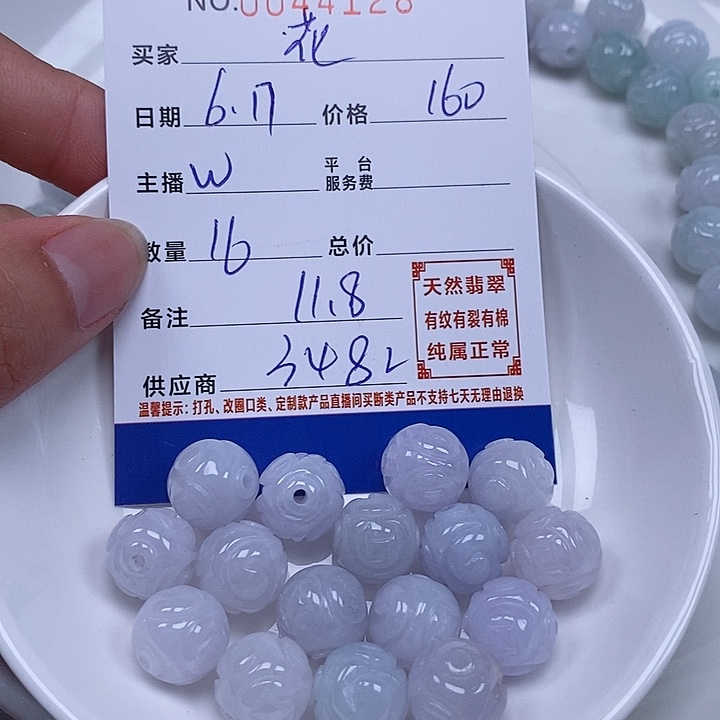 NO.0044128
买家 花
日期 6.17 价格 160
主播 W 平台服务费
数量 16 总价
备注 11.8
供应商 3482
天然翡翠
有纹有裂有棉
纯属正常
温馨提示：打孔、改圈口类、定制款产品直播间买断类产品不支持七天无理由退换